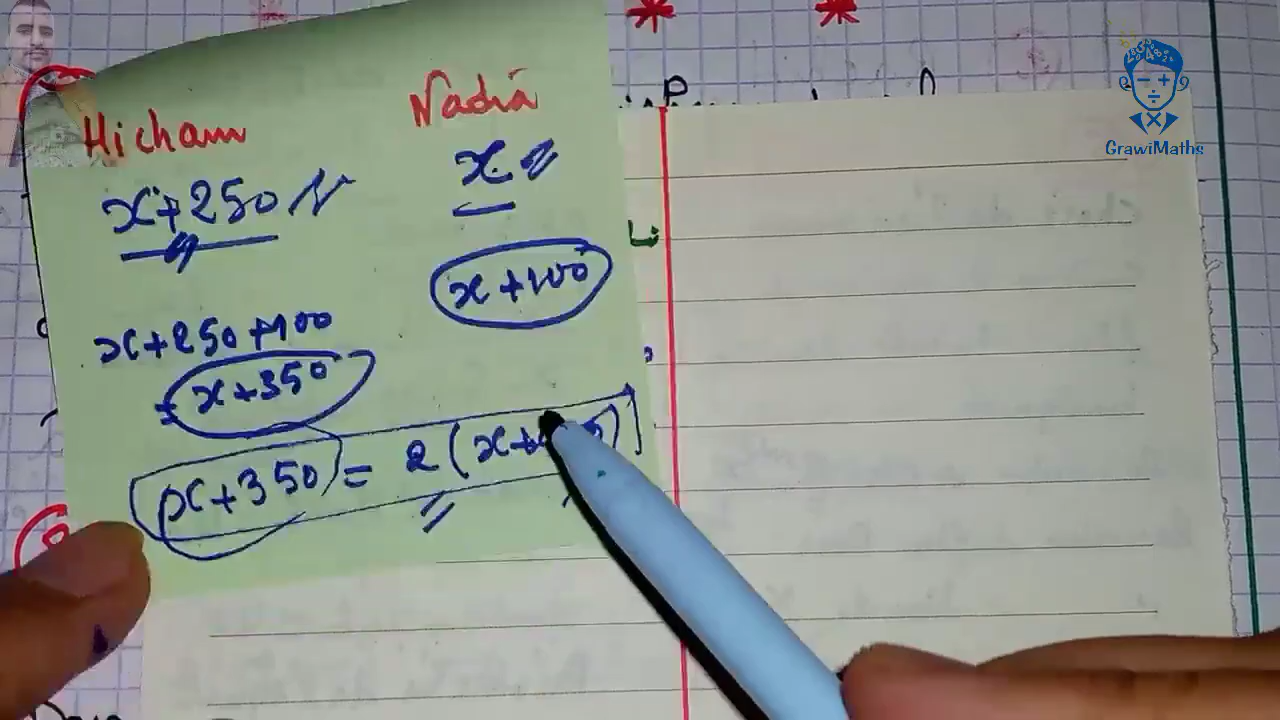 Hicham
Nadia
x+250
x
x+100
x+250+100
= x+350
x+350 = 2(x+
GrawiMaths